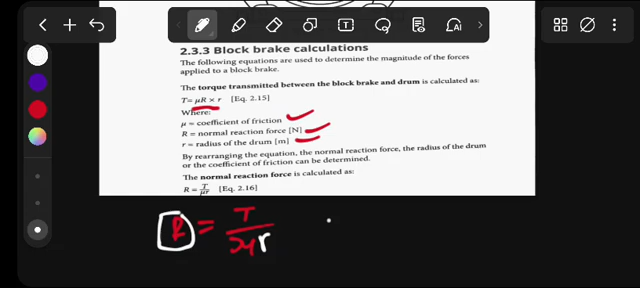 2.3.3 Block brake calculations
The following equations are used to determine the magnitude of the forces
applied to a block brake.
The torque transmitted between the block brake and drum is calculated as:
T= μR × r [Eq. 2.15]
Where:
μ = coefficient of friction
R = normal reaction force [N]
r = radius of the drum [m]
By rearranging the equation, the normal reaction force, the radius of the drum
or the coefficient of friction can be determined.
The normal reaction force is calculated as:
R = T/μr [Eq. 2.16]
R = T/μr